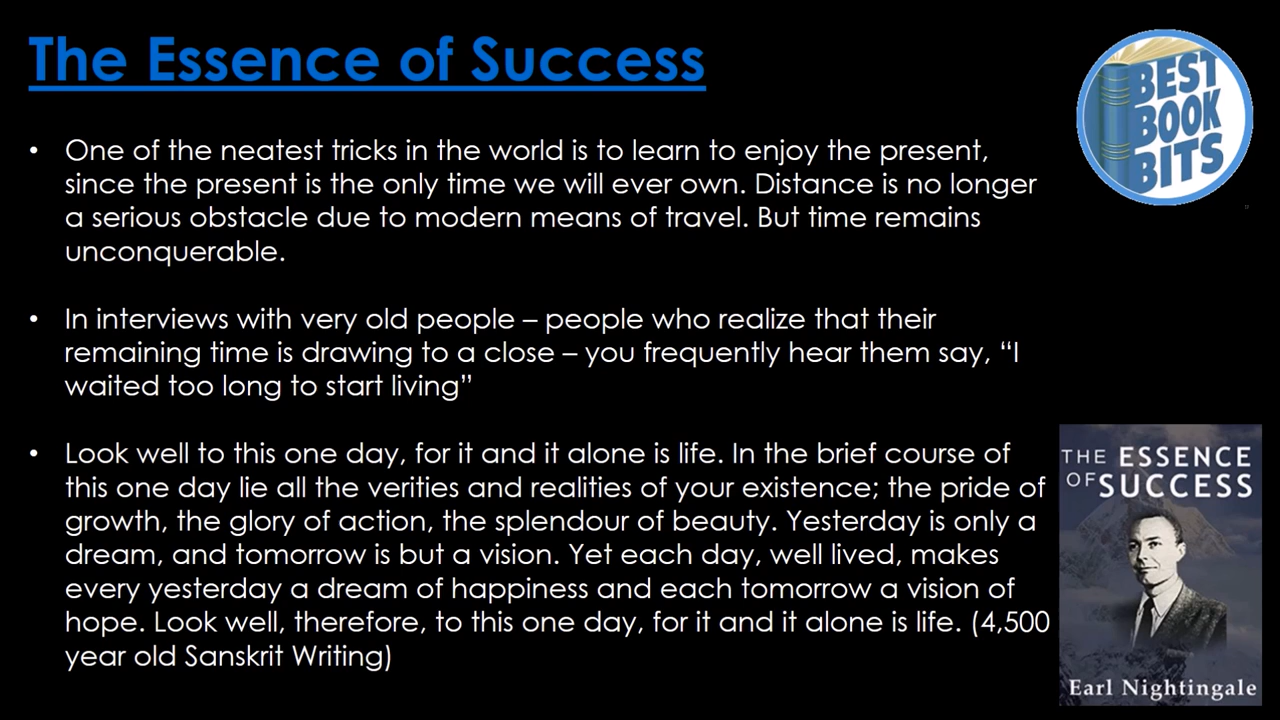 The Essence of Success
BEST
BOOK
BITS
• One of the neatest tricks in the world is to learn to enjoy the present,
since the present is the only time we will ever own. Distance is no longer
a serious obstacle due to modern means of travel. But time remains
unconquerable.
• In interviews with very old people – people who realize that their
remaining time is drawing to a close – you frequently hear them say, “I
waited too long to start living”
• Look well to this one day, for it and it alone is life. In the brief course of
this one day lie all the verities and realities of your existence; the pride of
growth, the glory of action, the splendour of beauty. Yesterday is only a
dream, and tomorrow is but a vision. Yet each day, well lived, makes
every yesterday a dream of happiness and each tomorrow a vision of
hope. Look well, therefore, to this one day, for it and it alone is life. (4,500
year old Sanskrit Writing)
THE ESSENCE
OF SUCCESS
Earl Nightingale